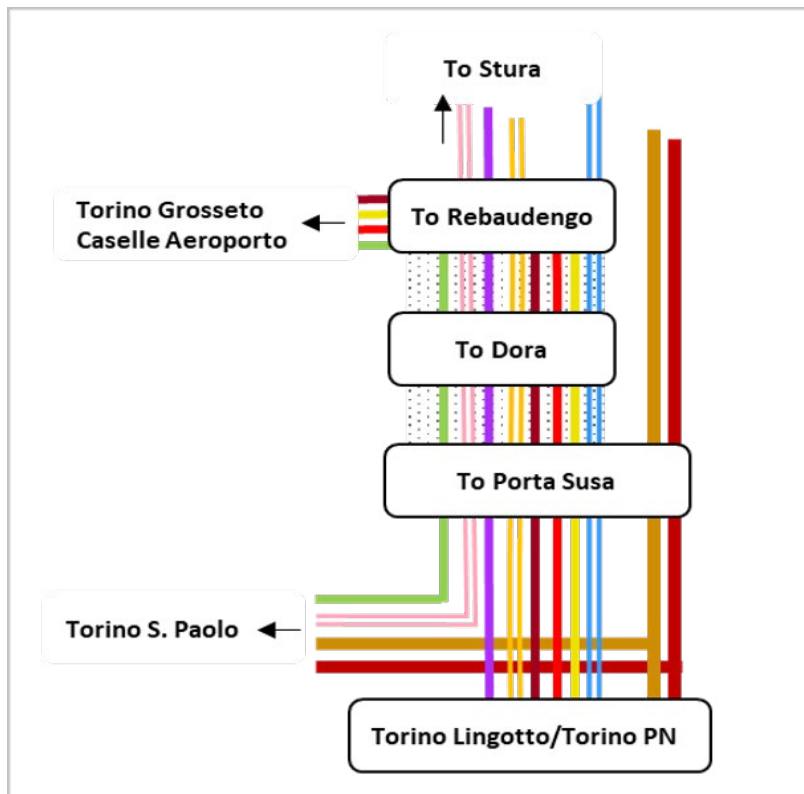 To Stura
To Rebaudengo
Torino Grosseto
Caselle Aeroporto
To Dora
To Porta Susa
Torino S. Paolo
Torino Lingotto/Torino PN